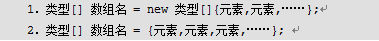 1. 类型[] 数组名 = new 类型[]{元素,元素,……};
2. 类型[] 数组名 = {元素,元素,元素,……};